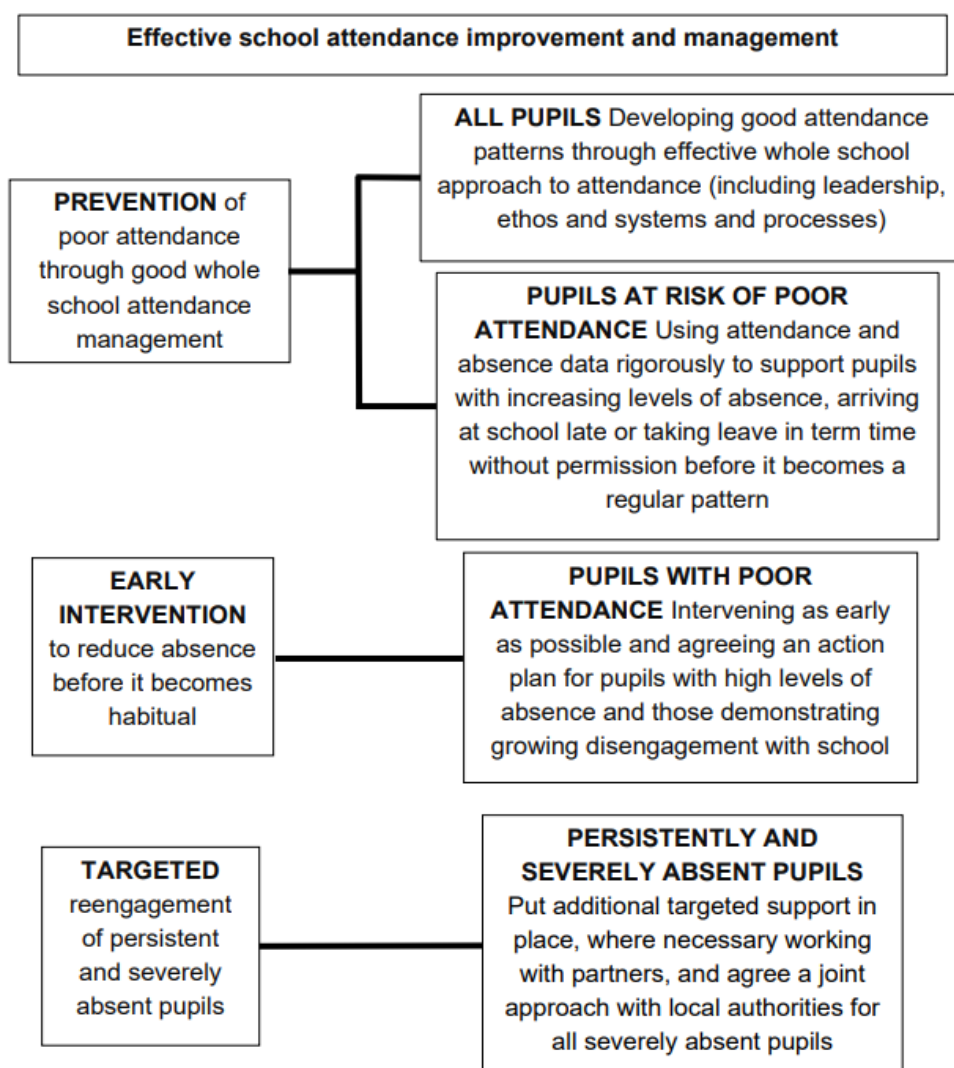 Effective school attendance improvement and management
ALL PUPILS Developing good attendance
patterns through effective whole school
approach to attendance (including leadership,
ethos and systems and processes)
PREVENTION of
poor attendance
through good whole
school attendance
management
PUPILS AT RISK OF POOR
ATTENDANCE Using attendance and
absence data rigorously to support pupils
with increasing levels of absence, arriving
at school late or taking leave in term time
without permission before it becomes a
regular pattern
EARLY
INTERVENTION
to reduce absence
before it becomes
habitual
PUPILS WITH POOR
ATTENDANCE Intervening as early
as possible and agreeing an action
plan for pupils with high levels of
absence and those demonstrating
growing disengagement with school
TARGETED
reengagement
of persistent
and severely
absent pupils
PERSISTENTLY AND
SEVERELY ABSENT PUPILS
Put additional targeted support in
place, where necessary working
with partners, and agree a joint
approach with local authorities for
all severely absent pupils